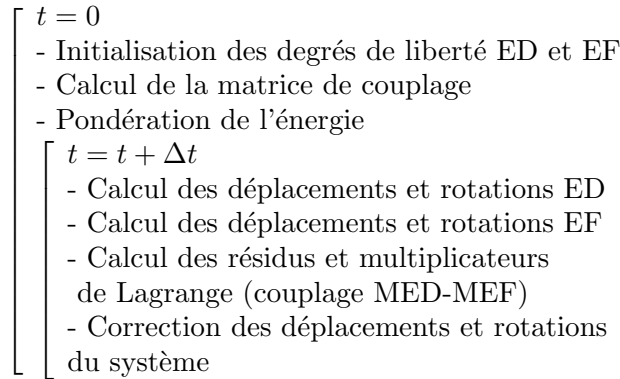 t = 0
- Initialisation des degrés de liberté ED et EF
- Calcul de la matrice de couplage
- Pondération de l'énergie
t = t + Δt
- Calcul des déplacements et rotations ED
- Calcul des déplacements et rotations EF
- Calcul des résidus et multiplicateurs
de Lagrange (couplage MED-MEF)
- Correction des déplacements et rotations
du système